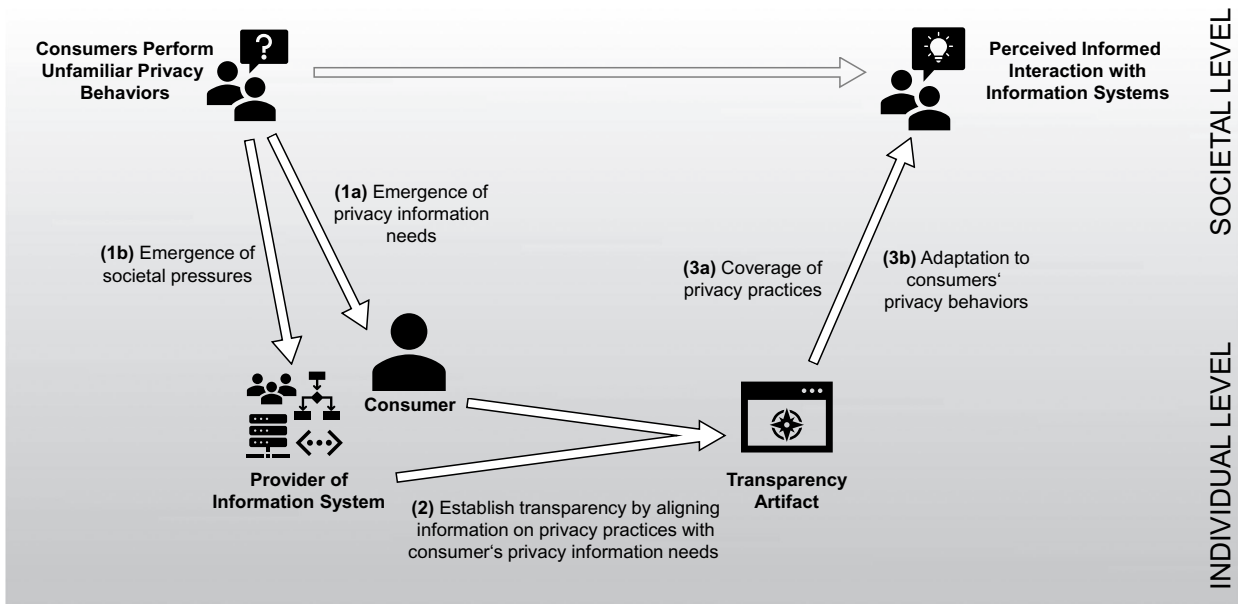 Consumers Perform
Unfamiliar Privacy
Behaviors
?
Perceived Informed
Interaction with
Information Systems
SOCIETAL LEVEL
(1a) Emergence of
privacy information
needs
(1b) Emergence of
societal pressures
(3a) Coverage of
privacy practices
(3b) Adaptation to
consumers‘
privacy behaviors
Consumer
Provider of
Information System
Transparency
Artifact
(2) Establish transparency by aligning
information on privacy practices with
consumer‘s privacy information needs
INDIVIDUAL LEVEL